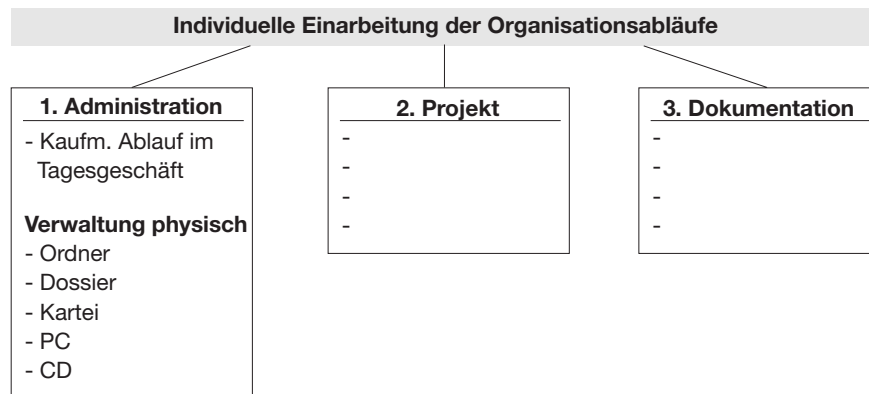 Individuelle Einarbeitung der Organisationsabläufe
1. Administration
- Kaufm. Ablauf im
Tagesgeschäft
Verwaltung physisch
- Ordner
- Dossier
- Kartei
- PC
- CD
2. Projekt
-
-
-
-
3. Dokumentation
-
-
-
-